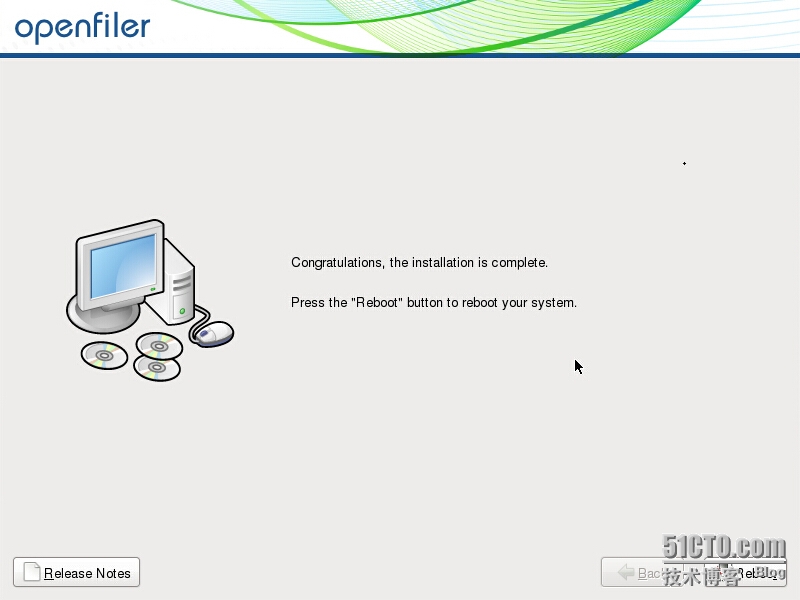 openfiler
Congratulations, the installation is complete.
Press the "Reboot" button to reboot your system.
Release Notes
Back
Reboot
51CTO.com
技术博客 Blog